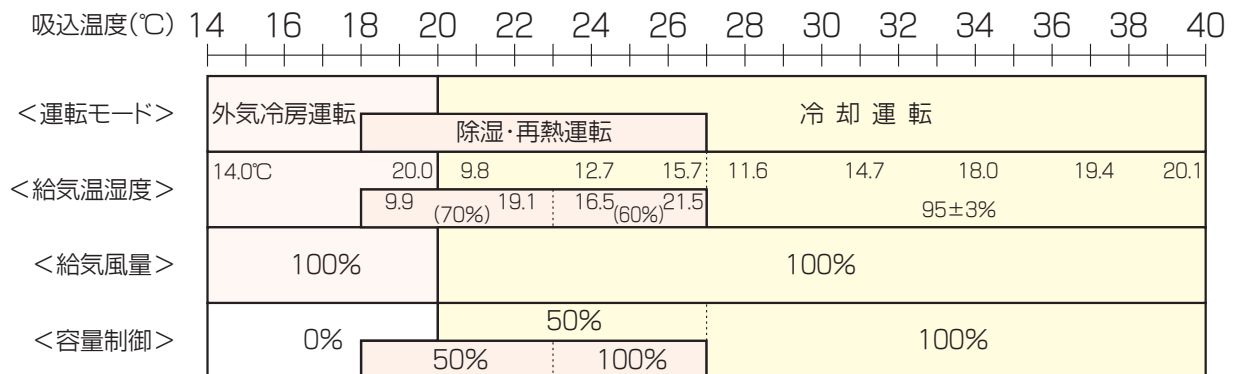 吸込温度(℃) 14 16 18 20 22 24 26 28 30 32 34 36 38 40
＜運転モード＞ 外気冷房運転 冷却運転
除湿・再熱運転
＜給気温湿度＞ 14.0℃ 20.0 9.8 12.7 15.7 11.6 14.7 18.0 19.4 20.1
9.9 (70%) 19.1 16.5 (60%) 21.5 95±3%
＜給気風量＞ 100% 100%
＜容量制御＞ 0% 50% 100%
50% 100%